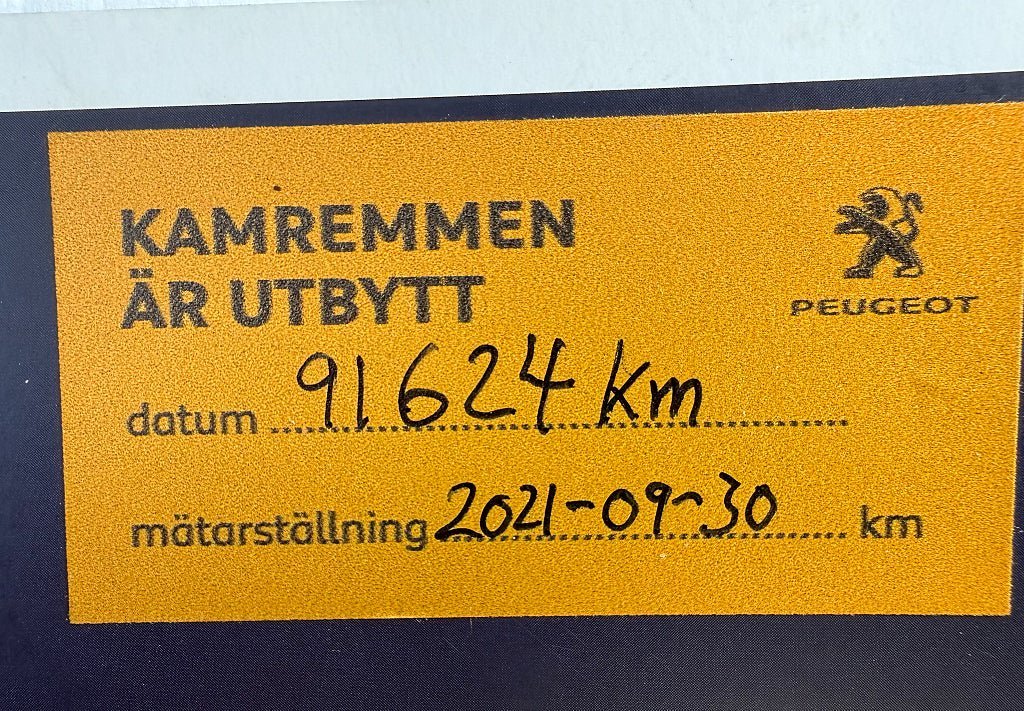 KAMREMMEN
ÄR UTBYTT
PEUGEOT
datum 91624 km
mätarställning 2021-09-30 km